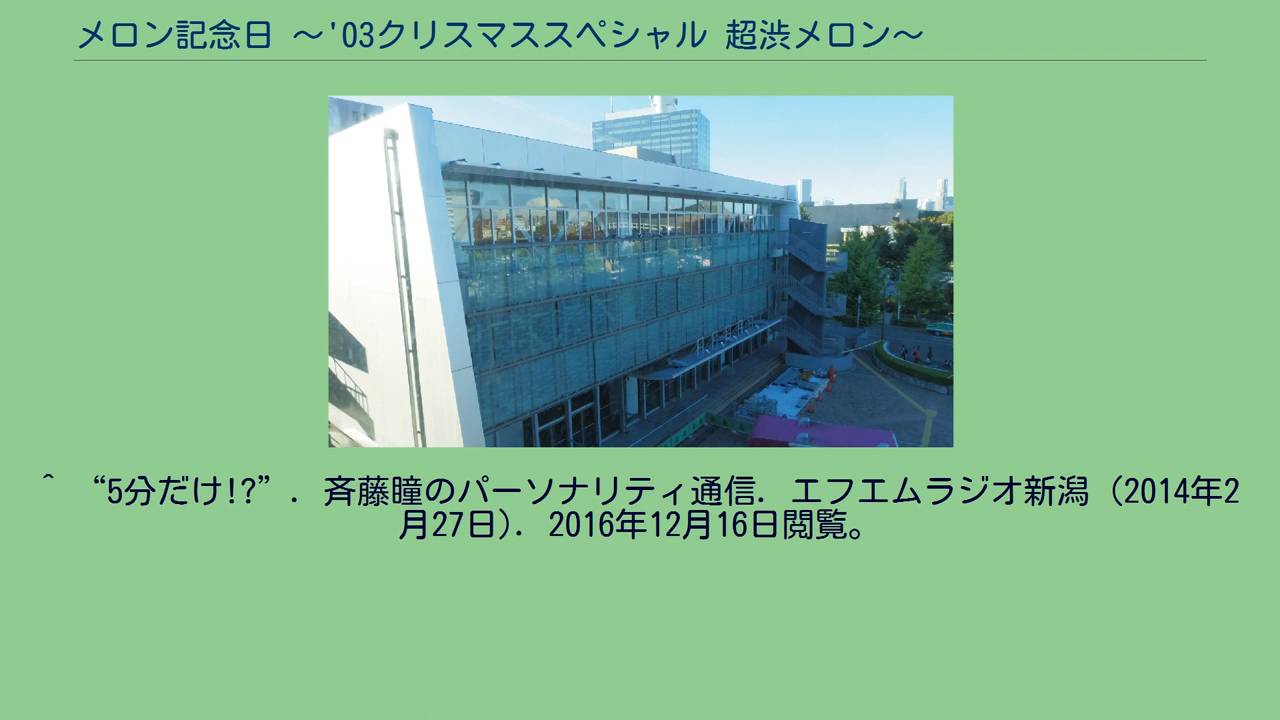 メロン記念日 ～'03クリスマススペシャル 超渋メロン～
^ “5分だけ!?”. 斉藤瞳のパーソナリティ通信. エフエムラジオ新潟 (2014年2
月27日). 2016年12月16日閲覧。